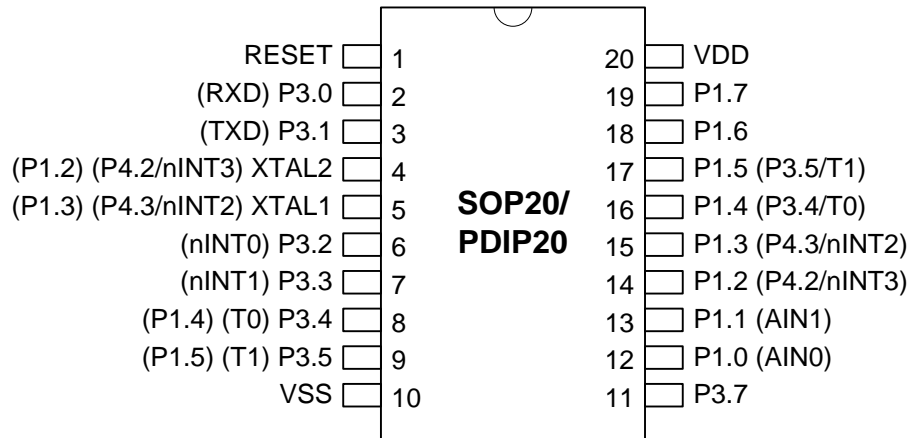 RESET 1 20 VDD
(RXD) P3.0 2 19 P1.7
(TXD) P3.1 3 18 P1.6
(P1.2) (P4.2/nINT3) XTAL2 4 17 P1.5 (P3.5/T1)
(P1.3) (P4.3/nINT2) XTAL1 5 16 P1.4 (P3.4/T0)
SOP20/
PDIP20
(nINT0) P3.2 6 15 P1.3 (P4.3/nINT2)
(nINT1) P3.3 7 14 P1.2 (P4.2/nINT3)
(P1.4) (T0) P3.4 8 13 P1.1 (AIN1)
(P1.5) (T1) P3.5 9 12 P1.0 (AIN0)
VSS 10 11 P3.7